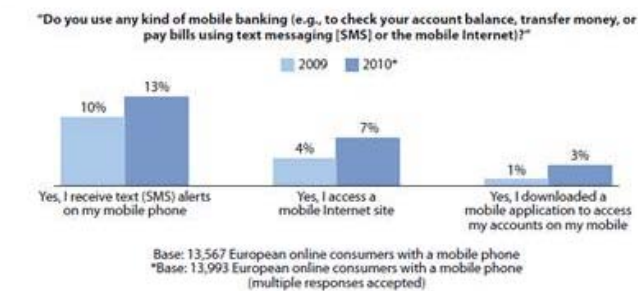 "Do you use any kind of mobile banking (e.g., to check your account balance, transfer money, or
pay bills using text messaging [SMS] or the mobile Internet)?"
2009 2010*
10% 13%
4% 7%
1% 3%
Yes, I receive text (SMS) alerts
on my mobile phone
Yes, I access a
mobile Internet site
Yes, I downloaded a
mobile application to access
my accounts on my mobile
Base: 13,567 European online consumers with a mobile phone
*Base: 13,993 European online consumers with a mobile phone
(multiple responses accepted)